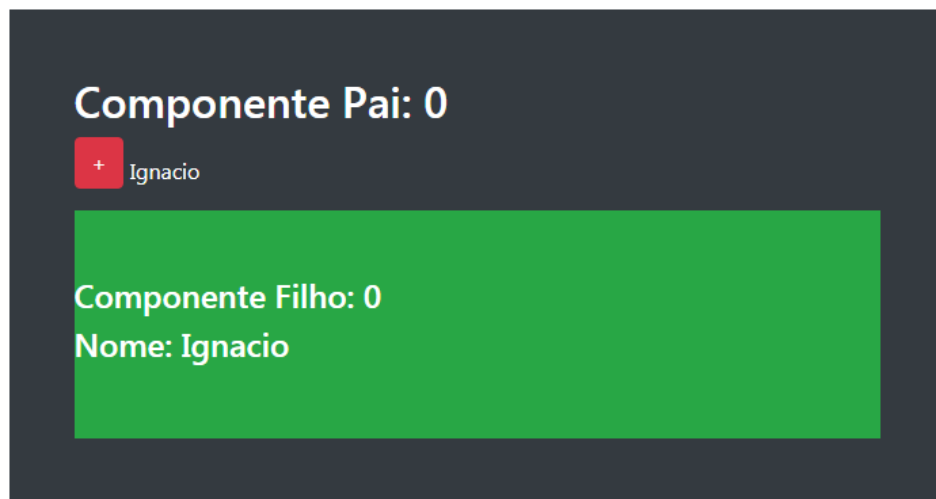 Componente Pai: 0
+ Ignacio
Componente Filho: 0
Nome: Ignacio